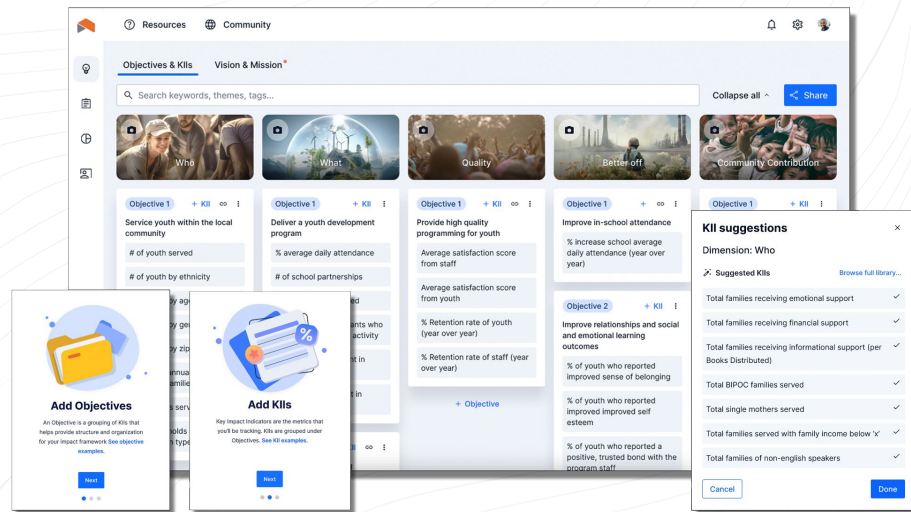 Resources
Community
Objectives & KIIs
Vision & Mission*
Search keywords, themes, tags...
Collapse all
Share
Who
What
Quality
Better off
Community Contribution
Objective 1
+ KII
Service youth within the local
community
# of youth served
# of youth by ethnicity
Objective 1
+ KII
Deliver a youth development
program
% average daily attendance
# of school partnerships
Objective 1
+ KII
Provide high quality
programming for youth
Average satisfaction score
from staff
Average satisfaction score
from youth
% Retention rate of youth
(year over year)
% Retention rate of staff (year
over year)
+ Objective
Objective 1
+ KII
Improve in-school attendance
% increase school average
daily attendance (year over
year)
Objective 2
+ KII
Improve relationships and social
and emotional learning
outcomes
% of youth who reported
improved sense of belonging
% of youth who reported
improved improved self
esteem
% of youth who reported a
positive, trusted bond with the
program staff
Objective 1
+ KII
KII suggestions
Dimension: Who
Suggested KIIs
Browse full library...
Total families receiving emotional support
Total families receiving financial support
Total families receiving informational support (per
Books Distributed)
Total BIPOC families served
Total single mothers served
Total families served with family income below 'x'
Total families of non-english speakers
Cancel
Done
Add Objectives
An Objective is a grouping of KIIs that
helps provide structure and organization
for your impact framework See objective
examples.
Next
Add KIIs
Key Impact Indicators are the metrics that
you'll be tracking. KIIs are grouped under
Objectives. See KII examples.
Next